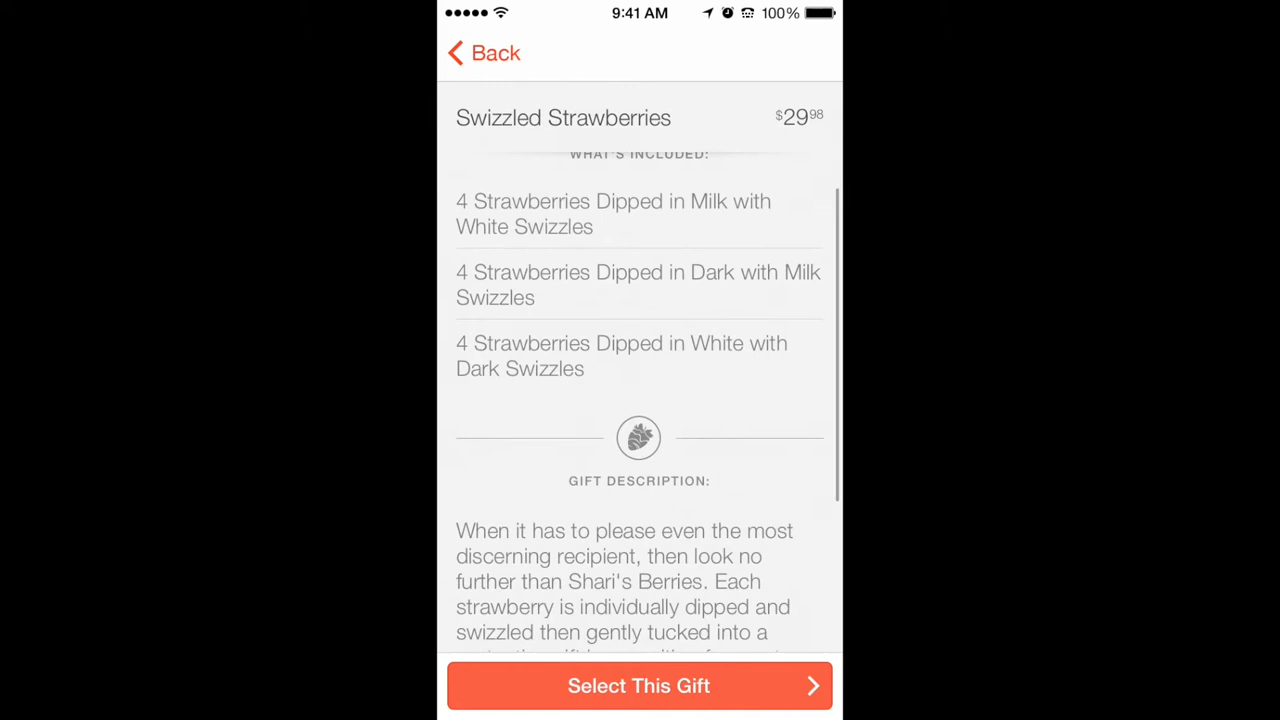 9:41 AM 100%
Back
Swizzled Strawberries $29.98
WHAT'S INCLUDED:
4 Strawberries Dipped in Milk with
White Swizzles
4 Strawberries Dipped in Dark with Milk
Swizzles
4 Strawberries Dipped in White with
Dark Swizzles
GIFT DESCRIPTION:
When it has to please even the most
discerning recipient, then look no
further than Shari's Berries. Each
strawberry is individually dipped and
swizzled then gently tucked into a
Select This Gift